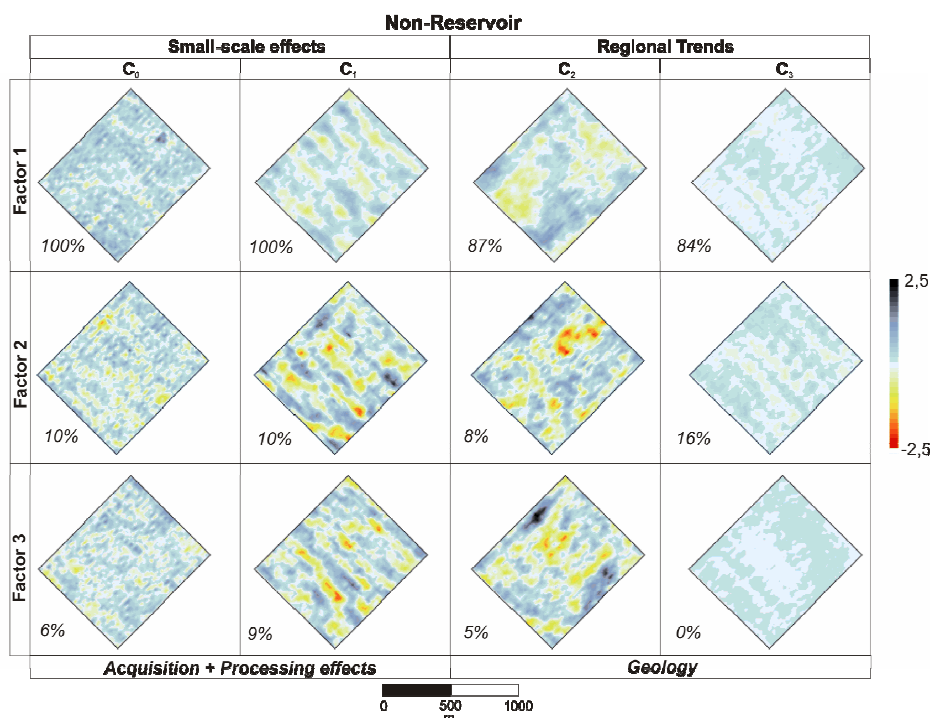 Non-Reservoir
Small-scale effects Regional Trends
C₀ C₁ C₂ C₃
Factor 1
100% 100% 87% 84%
2,5
Factor 2
-2,5
10% 10% 8% 16%
Factor 3
6% 9% 5% 0%
Acquisition + Processing effects Geology
0 500 1000
m